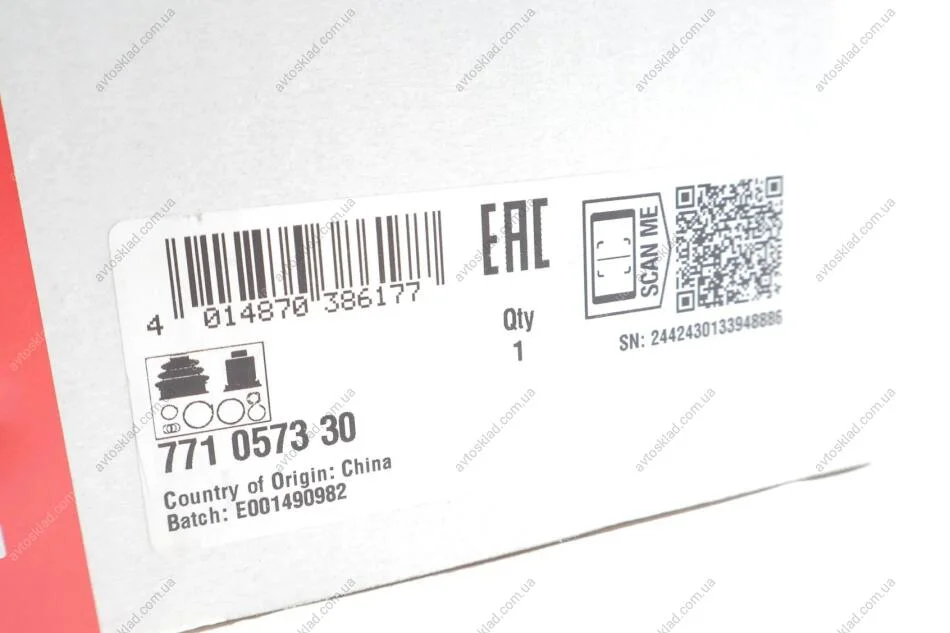 4 014870 386177
EAC
Qty
1
SCAN ME
SN: 2442430133948886
771 0573 30
Country of Origin: China
Batch: E001490982
avtosklad.com.ua